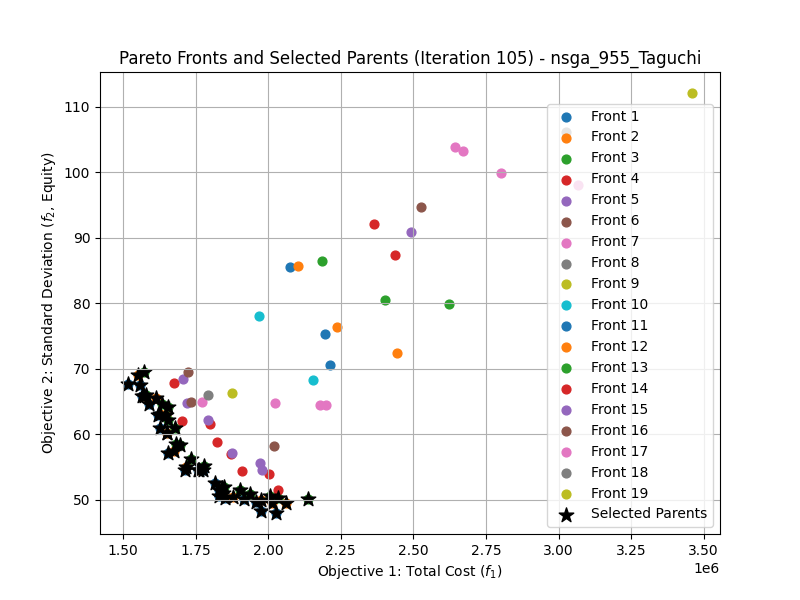 Pareto Fronts and Selected Parents (Iteration 105) - nsga_955_Taguchi
Objective 2: Standard Deviation (f₂, Equity)
110
100
90
80
70
60
50
1.50
1.75
2.00
2.25
2.50
2.75
3.00
3.25
3.50
1e6
Objective 1: Total Cost (f₁)
Front 1
Front 2
Front 3
Front 4
Front 5
Front 6
Front 7
Front 8
Front 9
Front 10
Front 11
Front 12
Front 13
Front 14
Front 15
Front 16
Front 17
Front 18
Front 19
Selected Parents